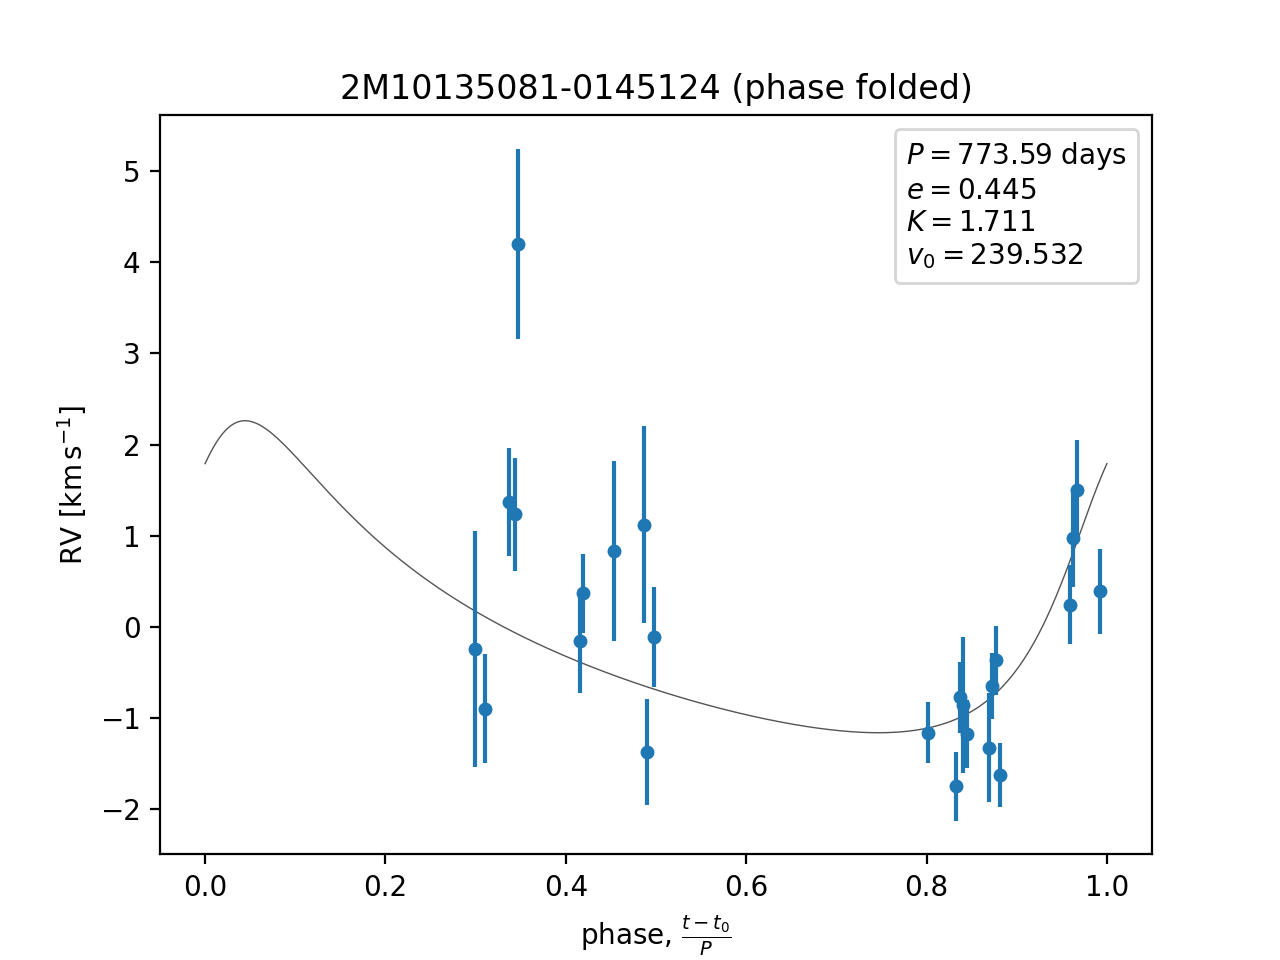 2M10135081-0145124 (phase folded)
P = 773.59 days
e = 0.445
K = 1.711
v₀ = 239.532
5
4
3
2
1
0
−1
−2
RV [km s⁻¹]
0.0 0.2 0.4 0.6 0.8 1.0
phase, (t − t₀)/P